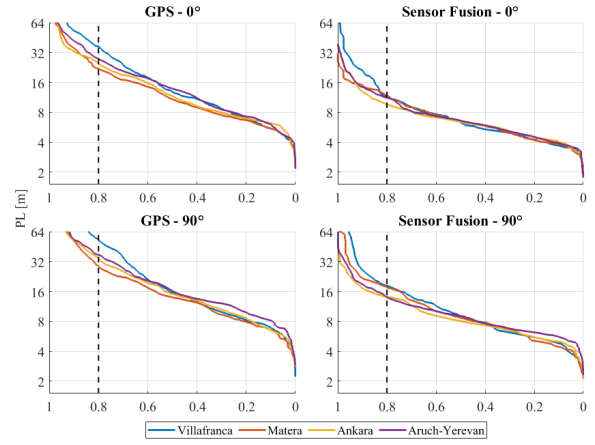 GPS - 0° Sensor Fusion - 0°
64 64
32 32
16 16
8 8
4 4
2 2
1 0.8 0.6 0.4 0.2 0 1 0.8 0.6 0.4 0.2 0
PL [m]
GPS - 90° Sensor Fusion - 90°
64 64
32 32
16 16
8 8
4 4
2 2
1 0.8 0.6 0.4 0.2 0 1 0.8 0.6 0.4 0.2 0
Villafranca Matera Ankara Aruch-Yerevan